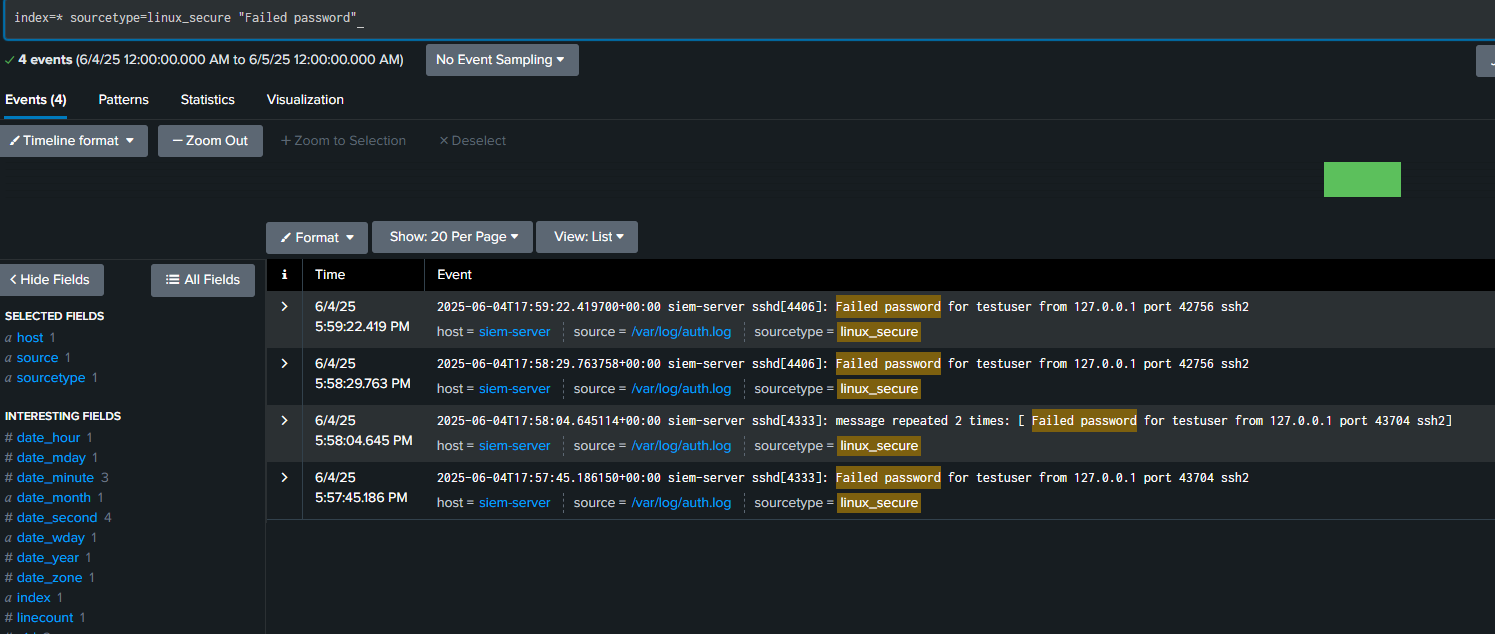 index=* sourcetype=linux_secure "Failed password"_
✓ 4 events (6/4/25 12:00:00.000 AM to 6/5/25 12:00:00.000 AM) No Event Sampling ▾
Events (4) Patterns Statistics Visualization
Timeline format ▾ — Zoom Out + Zoom to Selection × Deselect
Format ▾ Show: 20 Per Page ▾ View: List ▾
< Hide Fields All Fields
i Time Event
SELECTED FIELDS
a host 1
a source 1
a sourcetype 1
INTERESTING FIELDS
# date_hour 1
# date_mday 1
# date_minute 3
a date_month 1
# date_second 4
a date_wday 1
# date_year 1
# date_zone 1
a index 1
# linecount 1
> 6/4/25 2025-06-04T17:59:22.419700+00:00 siem-server sshd[4406]: Failed password for testuser from 127.0.0.1 port 42756 ssh2
5:59:22.419 PM host = siem-server source = /var/log/auth.log sourcetype = linux_secure
> 6/4/25 2025-06-04T17:58:29.763758+00:00 siem-server sshd[4406]: Failed password for testuser from 127.0.0.1 port 42756 ssh2
5:58:29.763 PM host = siem-server source = /var/log/auth.log sourcetype = linux_secure
> 6/4/25 2025-06-04T17:58:04.645114+00:00 siem-server sshd[4333]: message repeated 2 times: [ Failed password for testuser from 127.0.0.1 port 43704 ssh2]
5:58:04.645 PM host = siem-server source = /var/log/auth.log sourcetype = linux_secure
> 6/4/25 2025-06-04T17:57:45.186150+00:00 siem-server sshd[4333]: Failed password for testuser from 127.0.0.1 port 43704 ssh2
5:57:45.186 PM host = siem-server source = /var/log/auth.log sourcetype = linux_secure